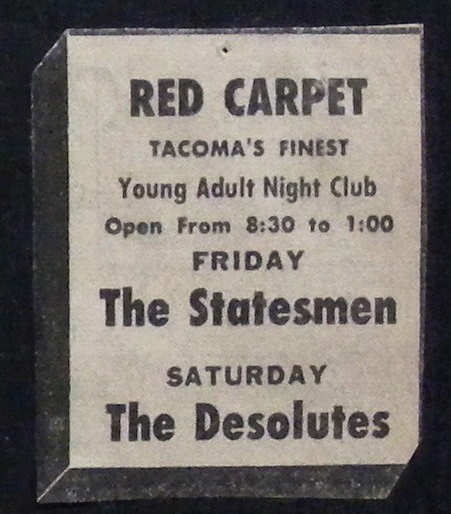 RED CARPET
TACOMA'S FINEST
Young Adult Night Club
Open From 8:30 to 1:00
FRIDAY
The Statesmen
SATURDAY
The Desolutes